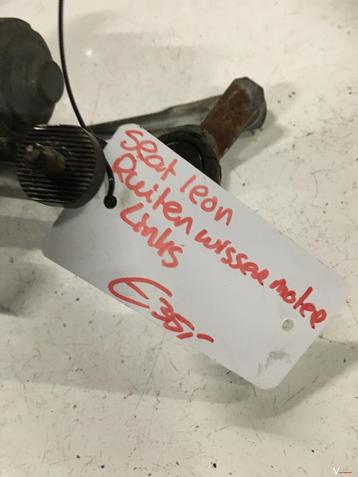 Seat leon
Ruiten wisser motor
Links
€ 35,-